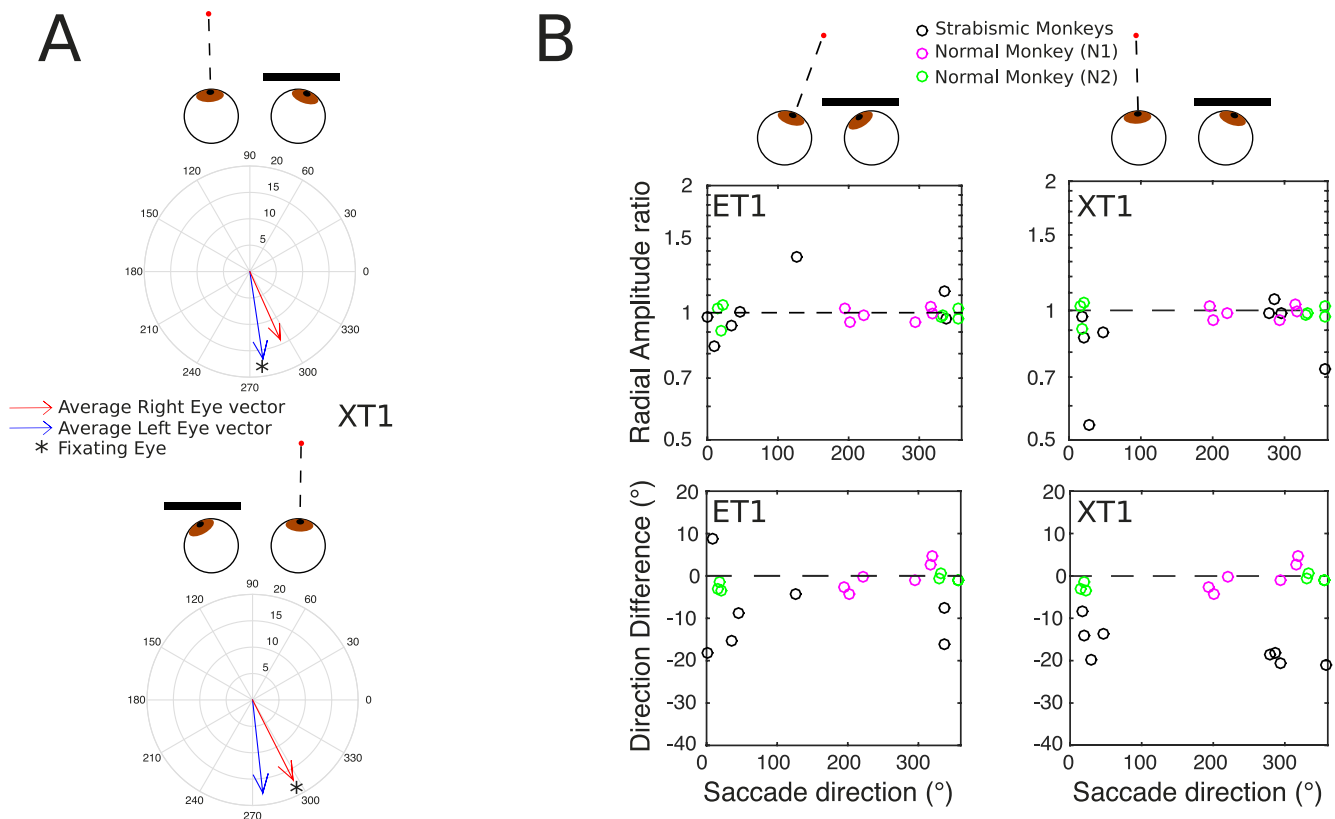 A
90
120
60
20
15
150
30
10
5
180
0
210
330
240
300
270
Average Right Eye vector
Average Left Eye vector
* Fixating Eye
XT1
90
120
60
20
15
150
30
10
5
180
0
210
330
240
300
270
B
Strabismic Monkeys
Normal Monkey (N1)
Normal Monkey (N2)
Radial Amplitude ratio
2
1.5
1
0.7
0.5
ET1
0 100 200 300
2
1.5
1
0.7
0.5
XT1
0 100 200 300
Direction Difference (°)
20
10
0
-10
-20
-30
-40
ET1
0 100 200 300
Saccade direction (°)
20
10
0
-10
-20
-30
-40
XT1
0 100 200 300
Saccade direction (°)